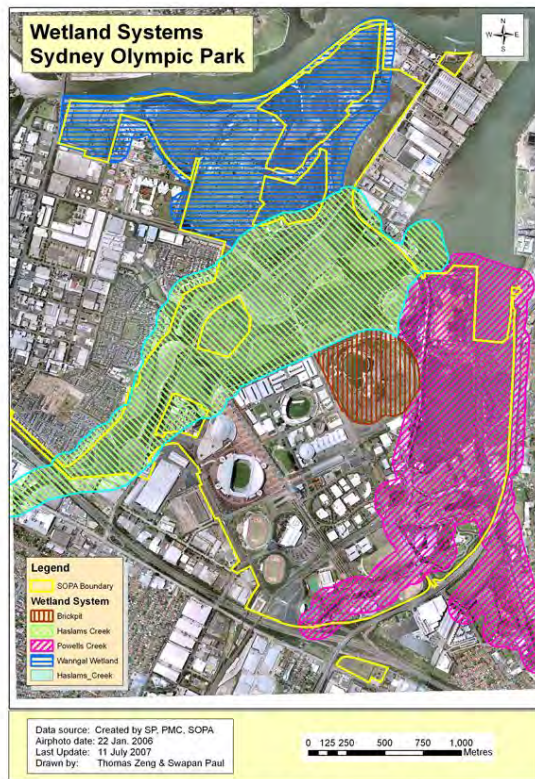 Wetland Systems
Sydney Olympic Park
N
W E
S
Legend
SOPA Boundary
Wetland System
Brickpit
Haslams Creek
Powells Creek
Wanngal Wetland
Haslams_Creek
Data source: Created by SP, PMC, SOPA
Airphoto date: 22 Jan. 2006
Last Update: 11 July 2007
Drawn by: Thomas Zeng & Swapan Paul
0 125 250 500 750 1,000
Metres